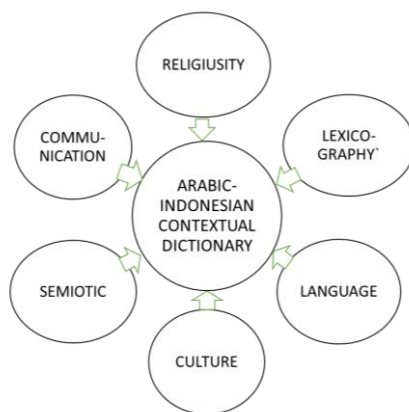 RELIGIUSITY
COMMU-
NICATION
LEXICO-
GRAPHY`
ARABIC-
INDONESIAN
CONTEXTUAL
DICTIONARY
SEMIOTIC
LANGUAGE
CULTURE